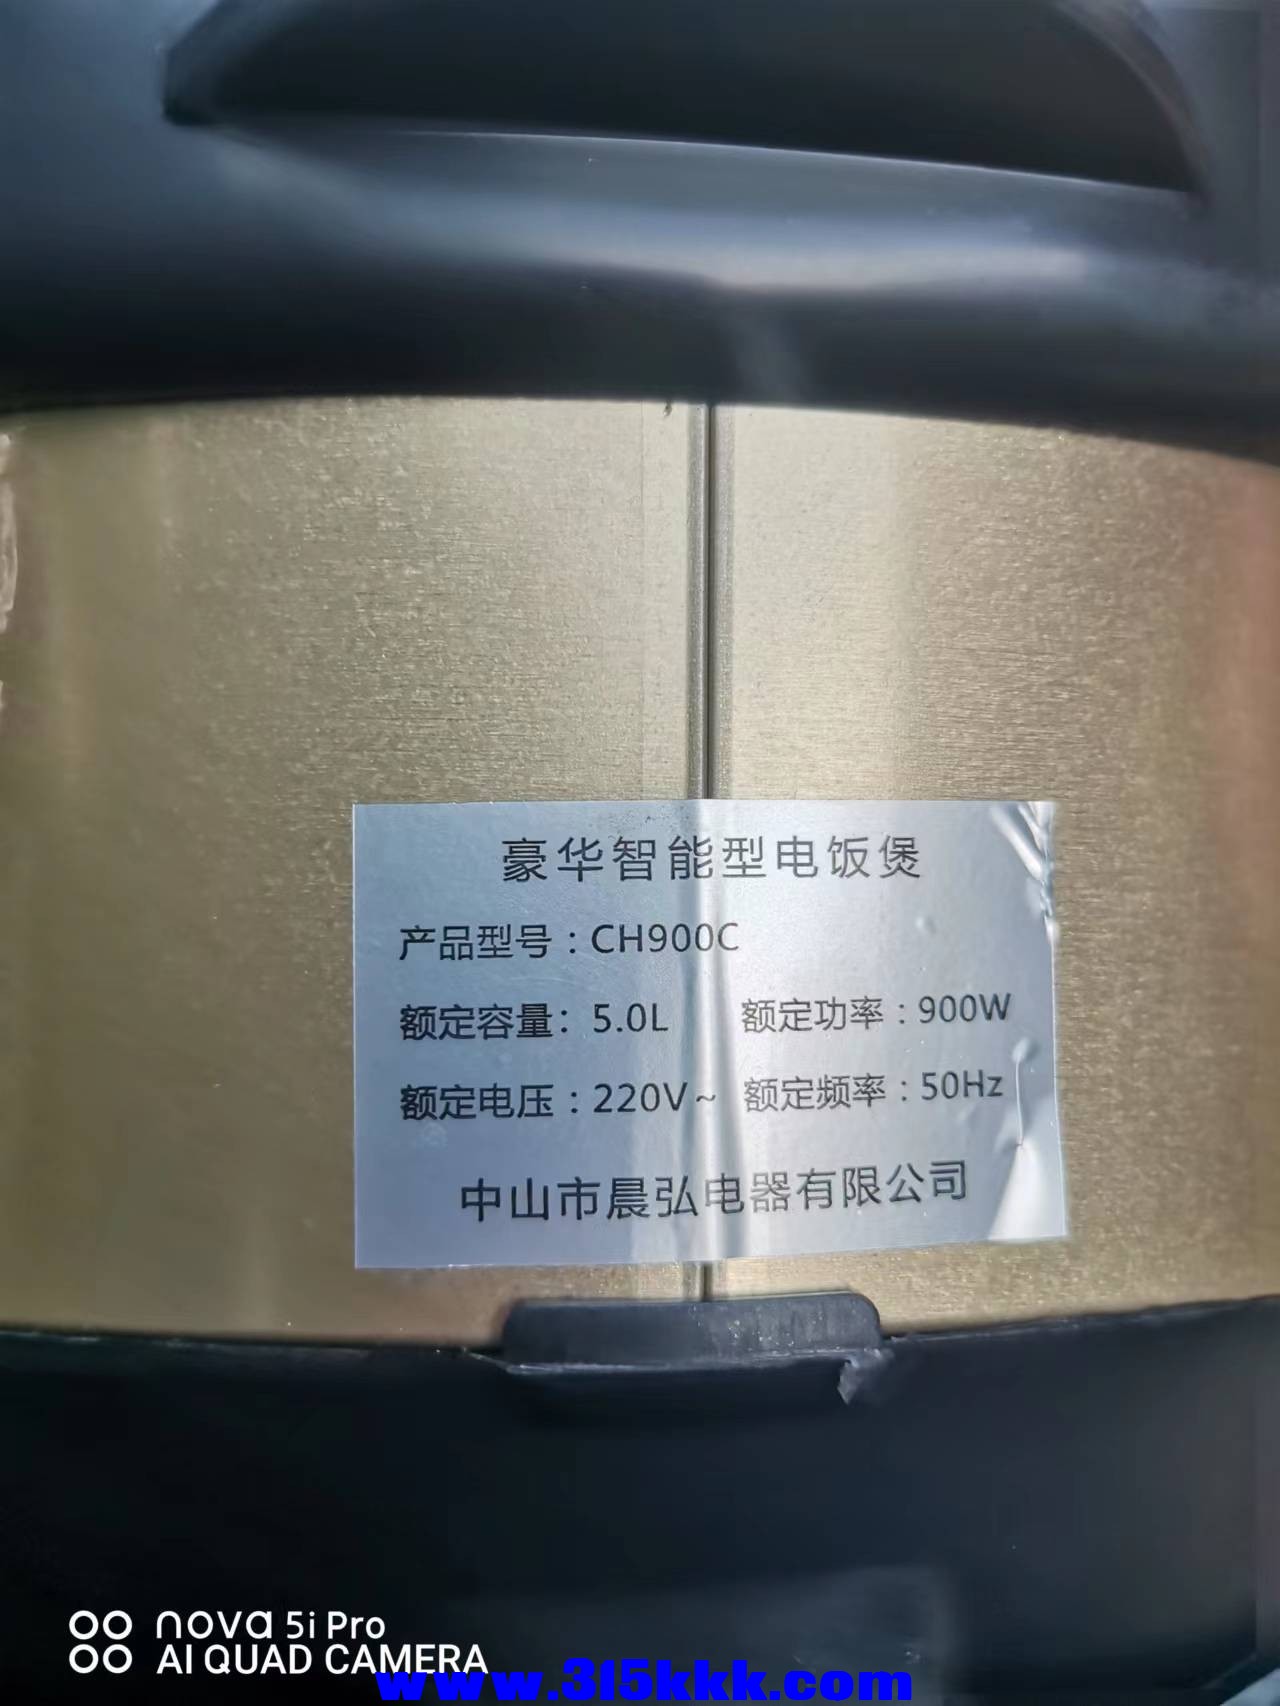 豪华智能型电饭煲
产品型号：CH900C
额定容量：5.0L 额定功率：900W
额定电压：220V~ 额定频率：50Hz
中山市晨弘电器有限公司
nova 5i Pro
AI QUAD CAMERA
www.315kkk.com